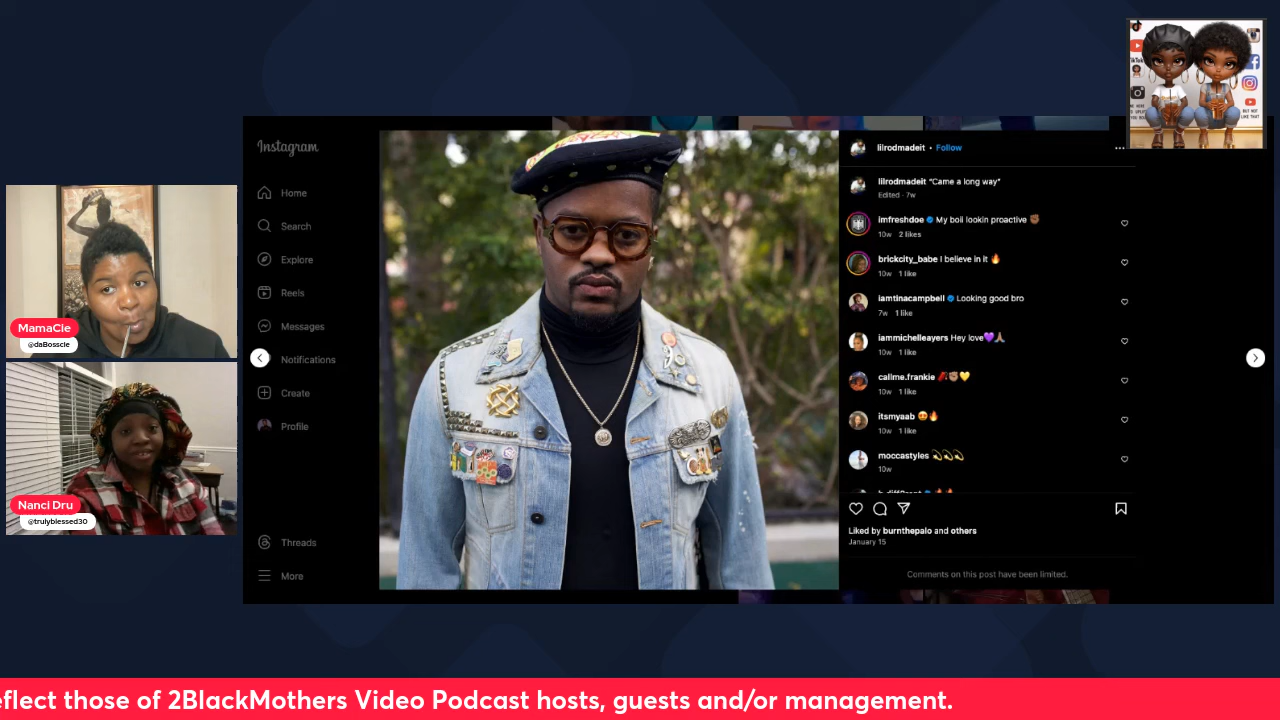 Instagram
Home
Search
Explore
Reels
Messages
Notifications
Create
Profile
Threads
More
lilrodmadeit • Follow
lilrodmadeit "Came a long way"
Edited · 7w
imfreshdoe My boii lookin proactive ✊🏾
10w 2 likes
brickcity_babe I believe in it 🔥
10w 1 like
iamtinacampbell Looking good bro
7w 1 like
iammichelleayers Hey love💜🙏🏾
10w 1 like
callme.frankie 🧨✊🏽💛
10w 1 like
itsmyaab 😍🔥
10w 1 like
moccastyles 💫💫💫
10w
Liked by burnthepalo and others
January 15
Comments on this post have been limited.
MamaCie
@daBosscie
Nanci Dru
@trulyblessed30
eflect those of 2BlackMothers Video Podcast hosts, guests and/or management.